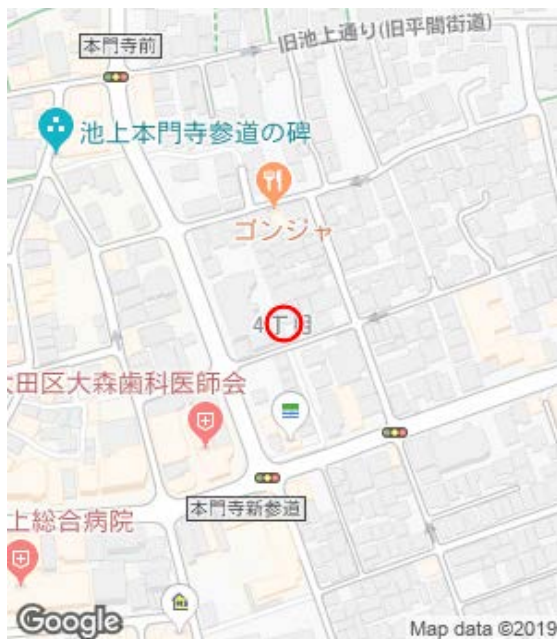 本門寺前
旧池上通り(旧平間街道)
池上本門寺参道の碑
ゴンジャ
4丁目
大田区大森歯科医師会
本門寺新参道
上総合病院
Google
Map data ©2019